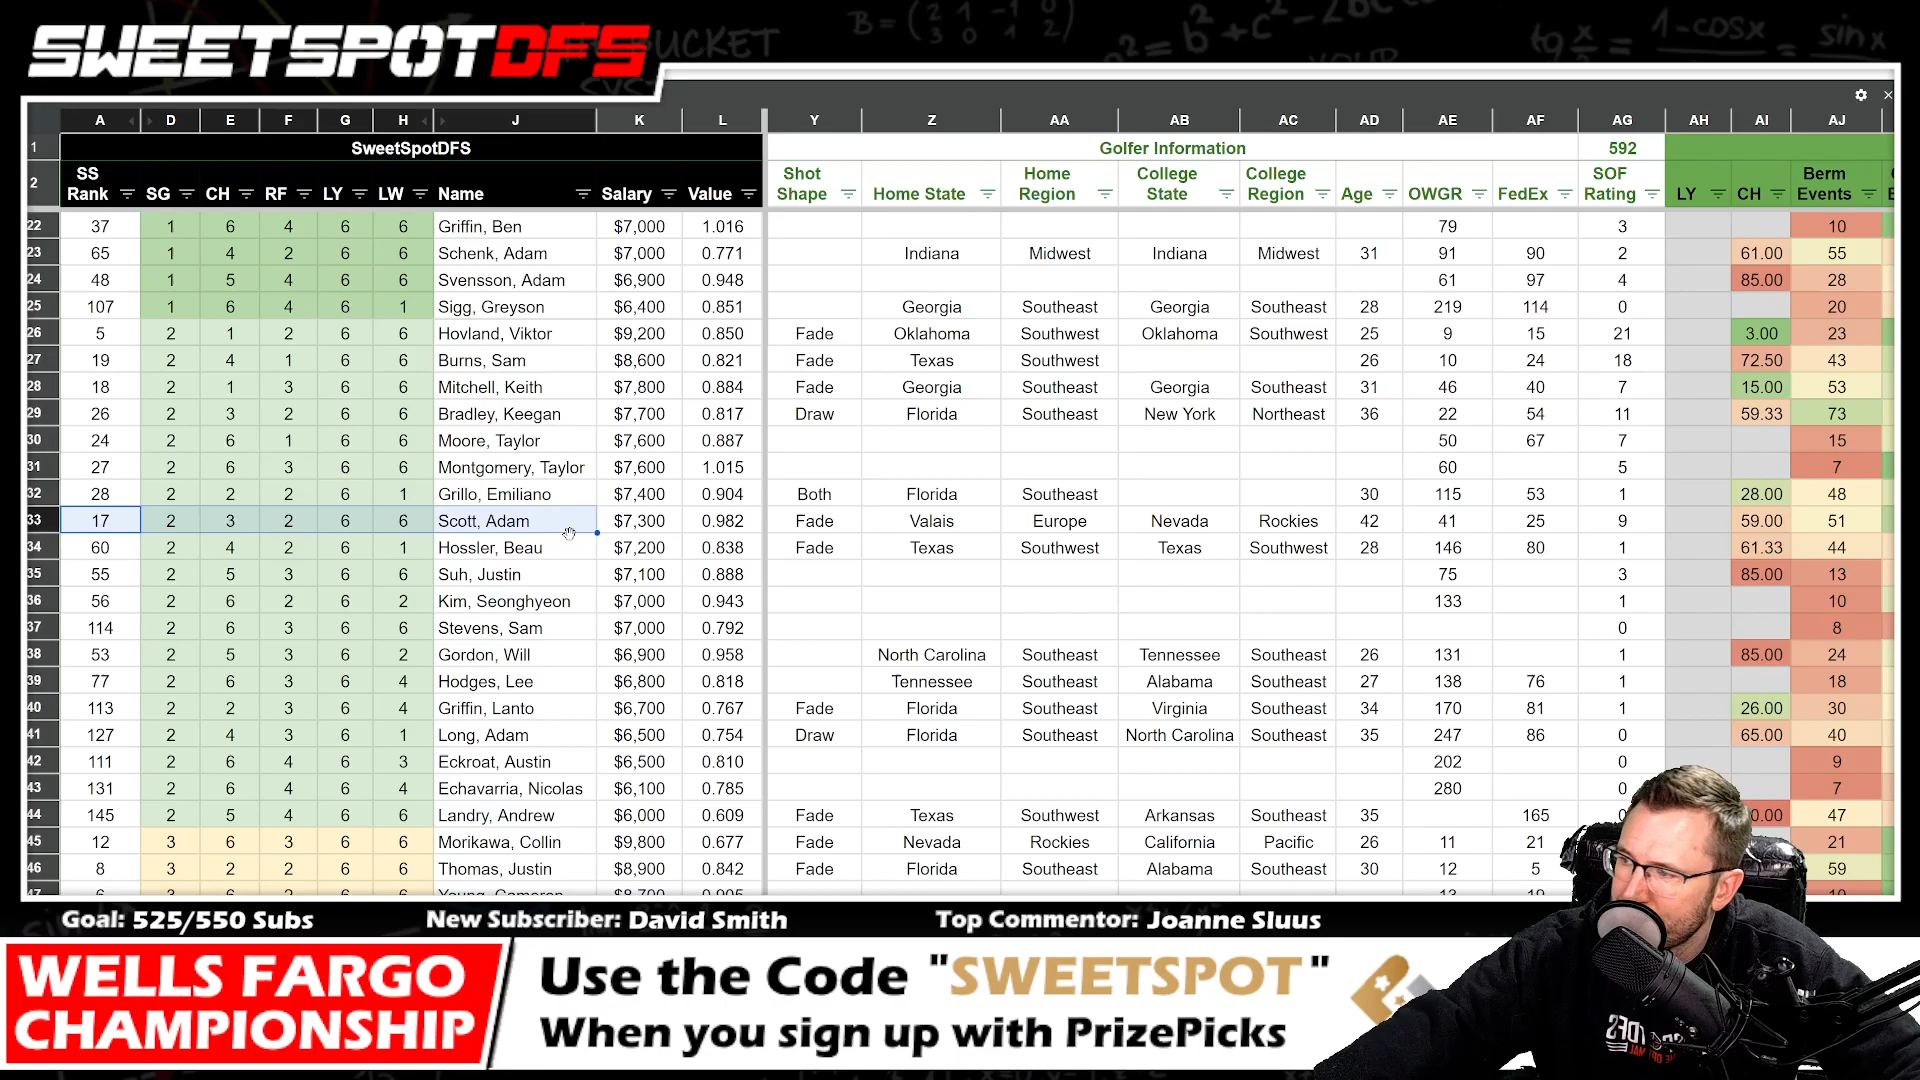 SWEETSPOTDFS
A D E F G H J K L Y Z AA AB AC AD AE AF AG AH AI AJ
1 SweetSpotDFS Golfer Information 592
2 SS Rank SG CH RF LY LW Name Salary Value Shot Shape Home State Home Region College State College Region Age OWGR FedEx SOF Rating LY CH Berm Events
22 37 1 6 4 6 6 Griffin, Ben $7,000 1.016 79 3 10
23 65 1 4 2 6 6 Schenk, Adam $7,000 0.771 Indiana Midwest Indiana Midwest 31 91 90 2 61.00 55
24 48 1 5 4 6 6 Svensson, Adam $6,900 0.948 61 97 4 85.00 28
25 107 1 6 4 6 1 Sigg, Greyson $6,400 0.851 Georgia Southeast Georgia Southeast 28 219 114 0 20
26 5 2 1 2 6 6 Hovland, Viktor $9,200 0.850 Fade Oklahoma Southwest Oklahoma Southwest 25 9 15 21 3.00 23
27 19 2 4 1 6 6 Burns, Sam $8,600 0.821 Fade Texas Southwest 26 10 24 18 72.50 43
28 18 2 1 3 6 6 Mitchell, Keith $7,800 0.884 Fade Georgia Southeast Georgia Southeast 31 46 40 7 15.00 53
29 26 2 3 2 6 6 Bradley, Keegan $7,700 0.817 Draw Florida Southeast New York Northeast 36 22 54 11 59.33 73
30 24 2 6 1 6 6 Moore, Taylor $7,600 0.887 50 67 7 15
31 27 2 6 3 6 6 Montgomery, Taylor $7,600 1.015 60 5 7
32 28 2 2 2 6 1 Grillo, Emiliano $7,400 0.904 Both Florida Southeast 30 115 53 1 28.00 48
33 17 2 3 2 6 6 Scott, Adam $7,300 0.982 Fade Valais Europe Nevada Rockies 42 41 25 9 59.00 51
34 60 2 4 2 6 1 Hossler, Beau $7,200 0.838 Fade Texas Southwest Texas Southwest 28 146 80 1 61.33 44
35 55 2 5 3 6 6 Suh, Justin $7,100 0.888 75 3 85.00 13
36 56 2 6 2 6 2 Kim, Seonghyeon $7,000 0.943 133 1 10
37 114 2 6 3 6 6 Stevens, Sam $7,000 0.792 0 8
38 53 2 5 3 6 2 Gordon, Will $6,900 0.958 North Carolina Southeast Tennessee Southeast 26 131 1 85.00 24
39 77 2 6 3 6 4 Hodges, Lee $6,800 0.818 Tennessee Southeast Alabama Southeast 27 138 76 1 18
40 113 2 2 3 6 4 Griffin, Lanto $6,700 0.767 Fade Florida Southeast Virginia Southeast 34 170 81 1 26.00 30
41 127 2 4 3 6 1 Long, Adam $6,500 0.754 Draw Florida Southeast North Carolina Southeast 35 247 86 0 65.00 40
42 111 2 6 4 6 3 Eckroat, Austin $6,500 0.810 202 0 9
43 131 2 6 4 6 4 Echavarria, Nicolas $6,100 0.785 280 0 7
44 145 2 5 4 6 6 Landry, Andrew $6,000 0.609 Fade Texas Southwest Arkansas Southeast 35 165 47
45 12 3 6 3 6 6 Morikawa, Collin $9,800 0.677 Fade Nevada Rockies California Pacific 26 11 21 21
46 8 3 2 2 6 6 Thomas, Justin $8,900 0.842 Fade Florida Southeast Alabama Southeast 30 12 5 59
Goal: 525/550 Subs New Subscriber: David Smith Top Commentor: Joanne Sluus
WELLS FARGO
CHAMPIONSHIP
Use the Code "SWEETSPOT"
When you sign up with PrizePicks